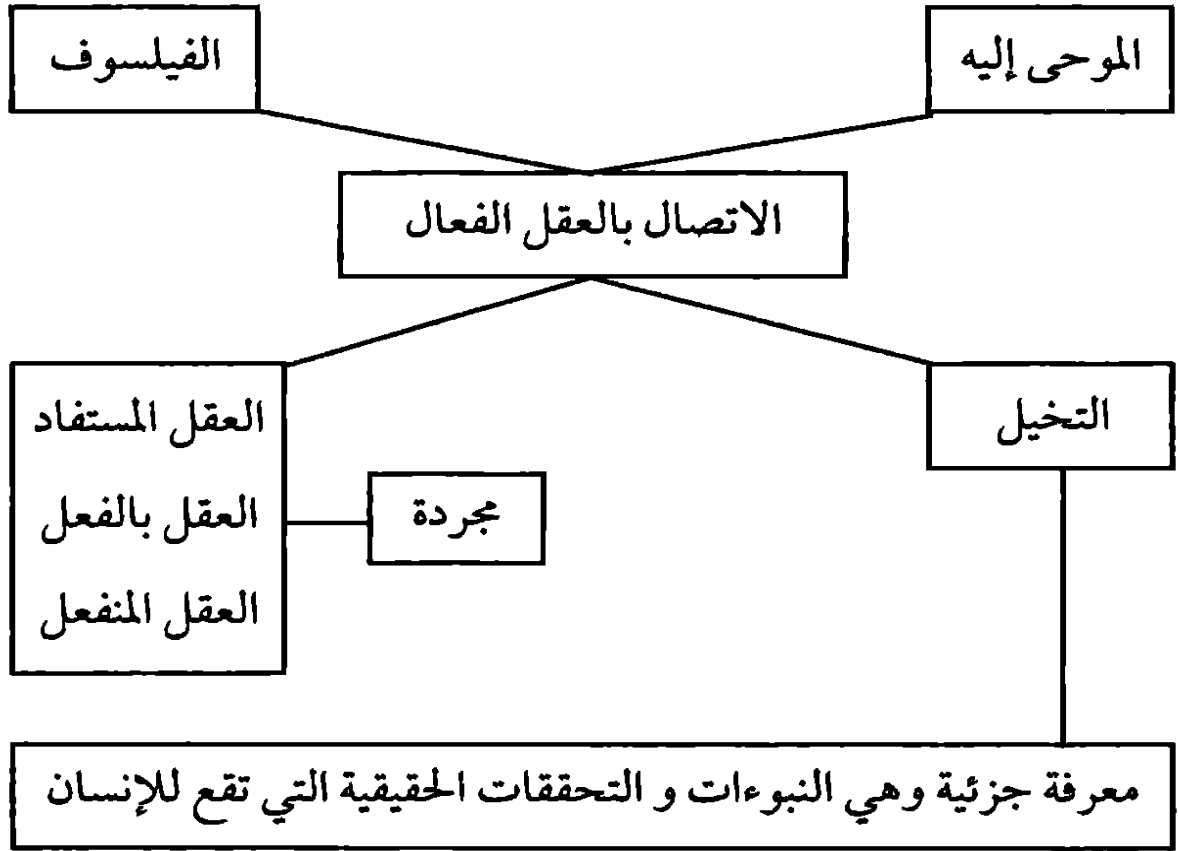 الموحى إليه
الفيلسوف
الاتصال بالعقل الفعال
التخيل
العقل المستفاد
العقل بالفعل
العقل المنفعل
مجردة
معرفة جزئية وهي النبوءات و التحققات الحقيقية التي تقع للإنسان